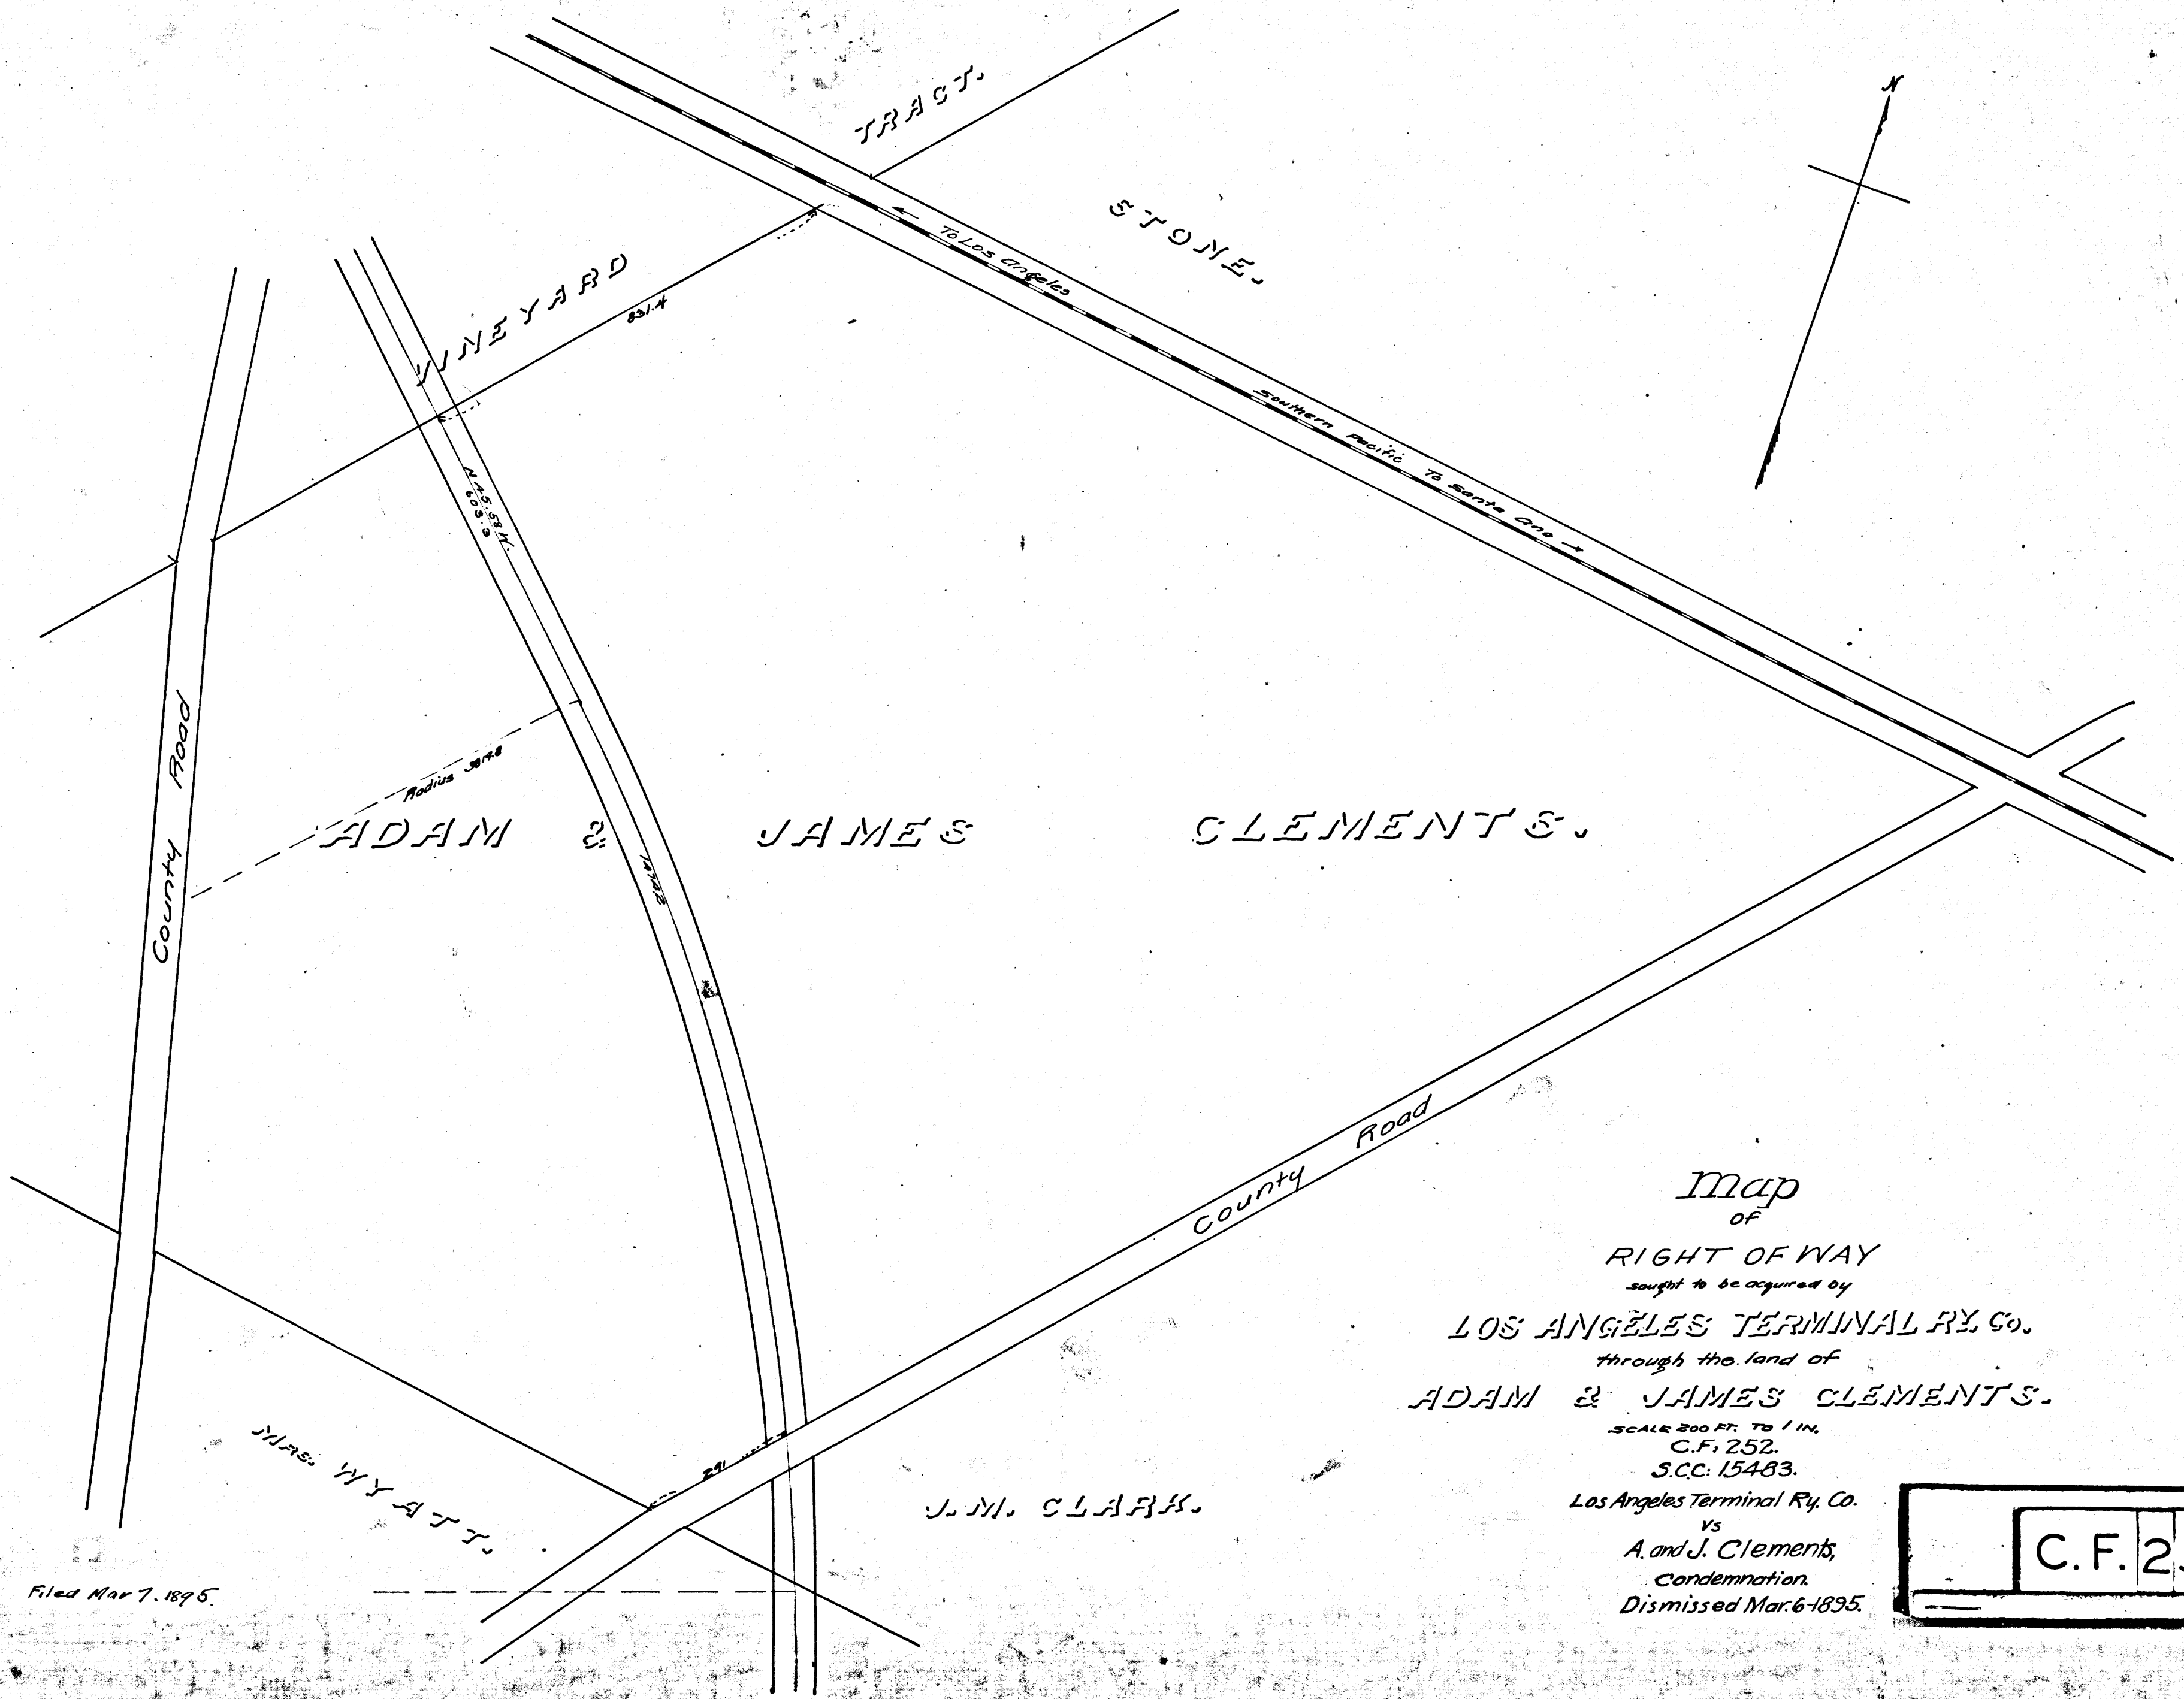 N
TRACT.
STONE.
To Los Angeles
VINEYARD
831.4
Southern Pacific To Santa Ana
N 45.58 W.
603.3
County Road
Radius 3819.8
ADAM & JAMES CLEMENTS.
County Road
291
Mrs. WYATT.
J. M. CLARK.
Map
OF
RIGHT OF WAY
sought to be acquired by
LOS ANGELES TERMINAL RY. Co.
through the land of
ADAM & JAMES CLEMENTS.
SCALE 200 FT. TO 1 IN.
C.F. 252.
S.C.C. 15483.
Los Angeles Terminal Ry. Co.
vs
A. and J. Clements,
Condemnation.
Dismissed Mar. 6-1895.
Filed Mar 7. 1895.
C.F. 2